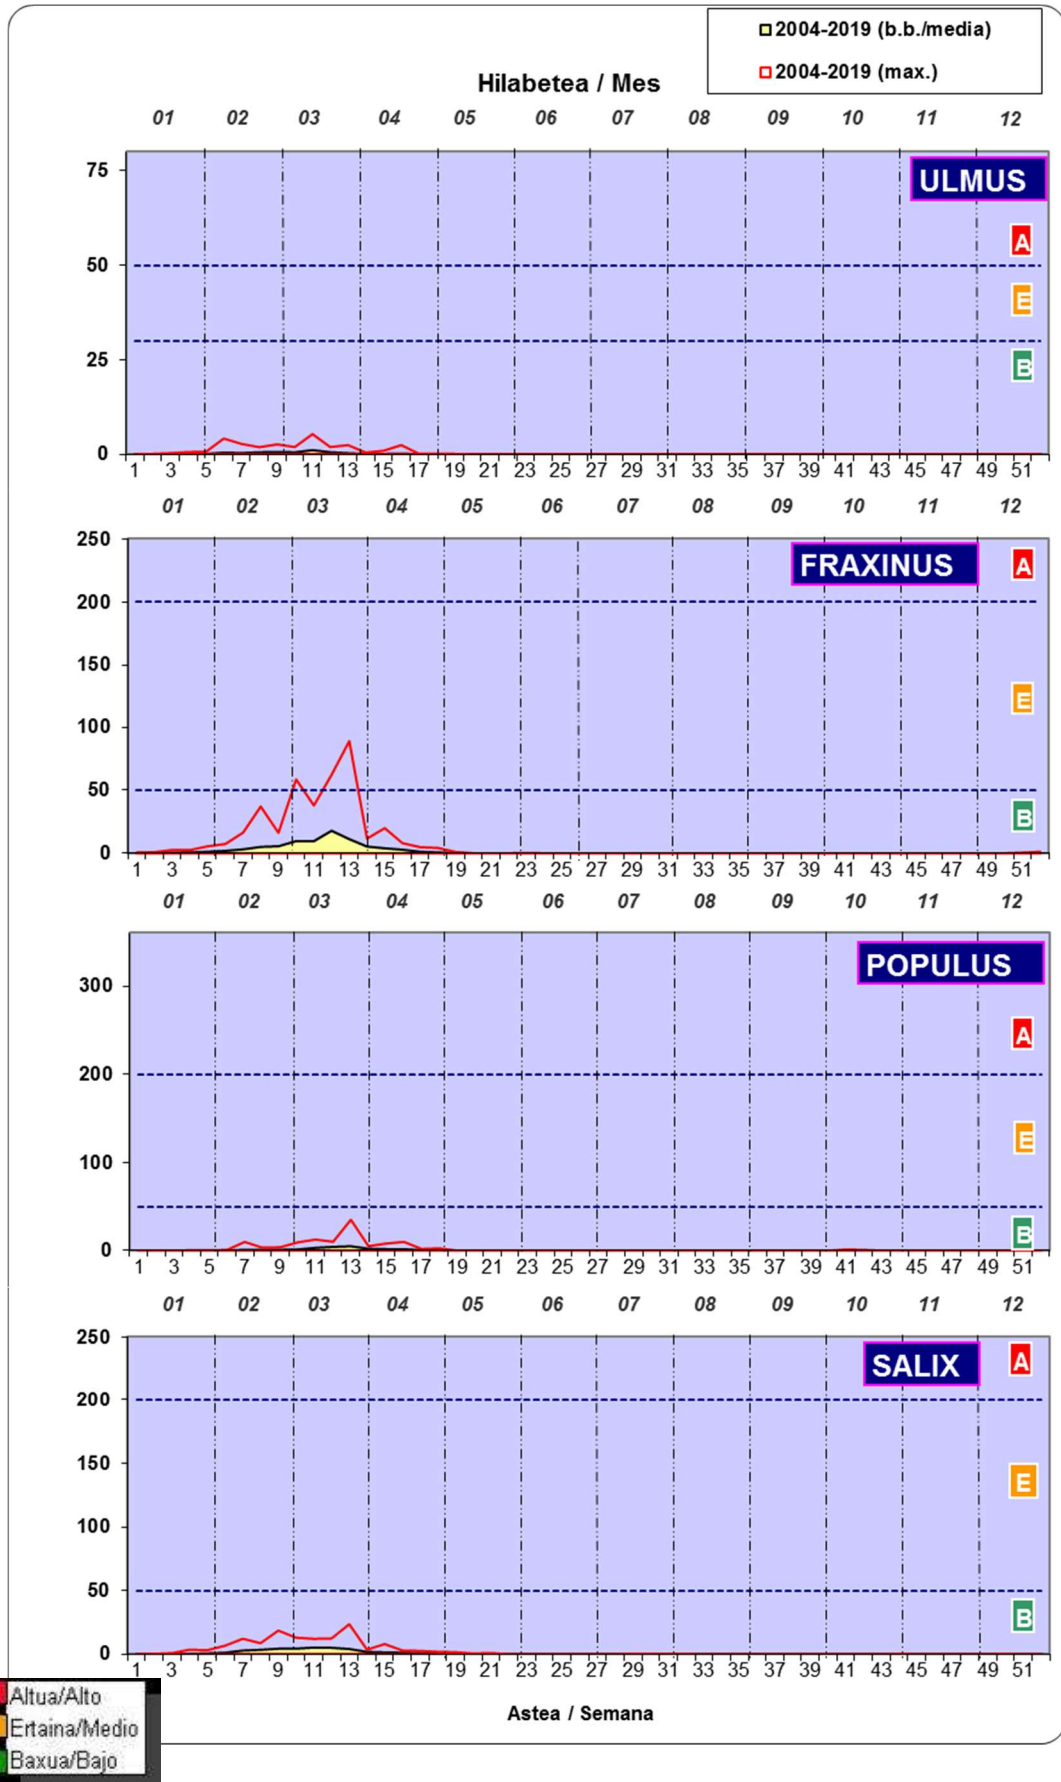 2004-2019 (b.b./media)
2004-2019 (max.)
Hilabetea / Mes
01 02 03 04 05 06 07 08 09 10 11 12
ULMUS
75
A
50
E
25
B
0
1 3 5 7 9 11 13 15 17 19 21 23 25 27 29 31 33 35 37 39 41 43 45 47 49 51
01 02 03 04 05 06 07 08 09 10 11 12
250
FRAXINUS
A
200
150
E
100
50
B
0
1 3 5 7 9 11 13 15 17 19 21 23 25 27 29 31 33 35 37 39 41 43 45 47 49 51
01 02 03 04 05 06 07 08 09 10 11 12
POPULUS
300
A
200
E
100
B
0
1 3 5 7 9 11 13 15 17 19 21 23 25 27 29 31 33 35 37 39 41 43 45 47 49 51
01 02 03 04 05 06 07 08 09 10 11 12
250
SALIX
A
200
150
E
100
50
B
0
1 3 5 7 9 11 13 15 17 19 21 23 25 27 29 31 33 35 37 39 41 43 45 47 49 51
Altua/Alto
Ertaina/Medio
Baxua/Bajo
Astea / Semana